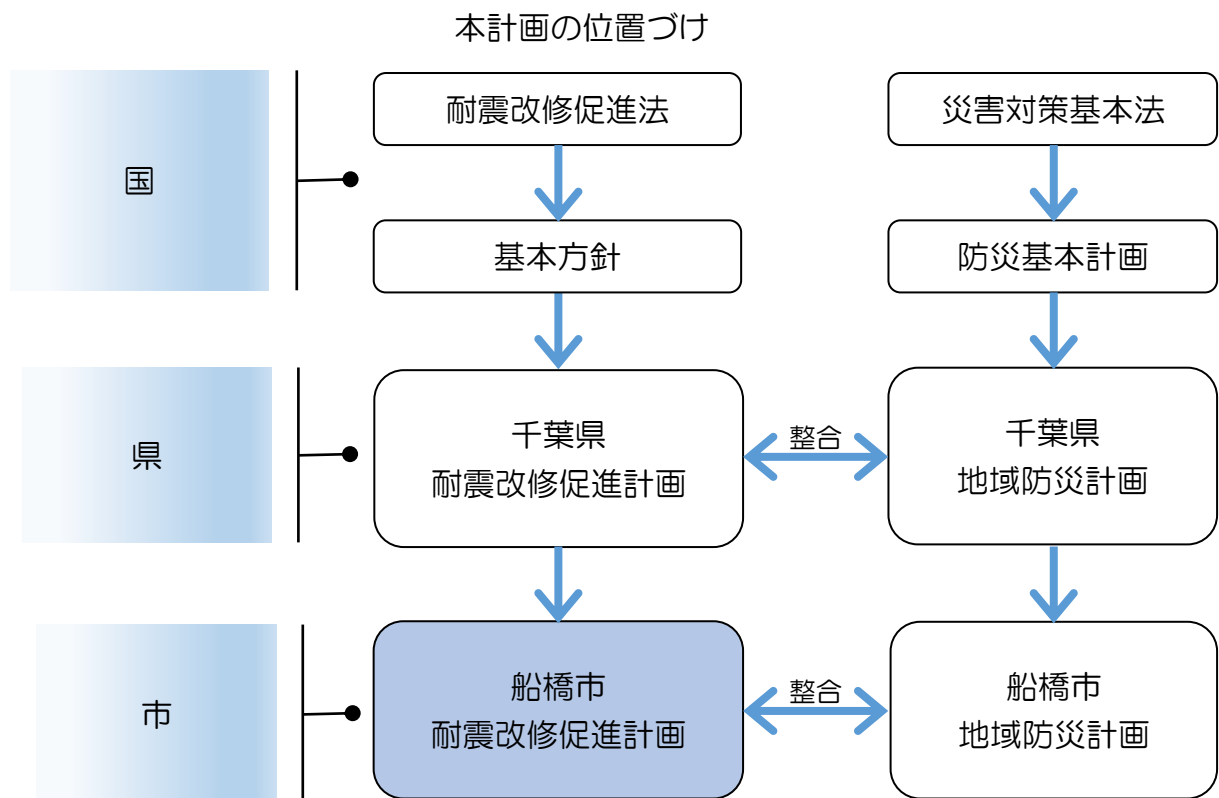 本計画の位置づけ
国
耐震改修促進法
災害対策基本法
基本方針
防災基本計画
県
千葉県
耐震改修促進計画
整合
千葉県
地域防災計画
市
船橋市
耐震改修促進計画
整合
船橋市
地域防災計画